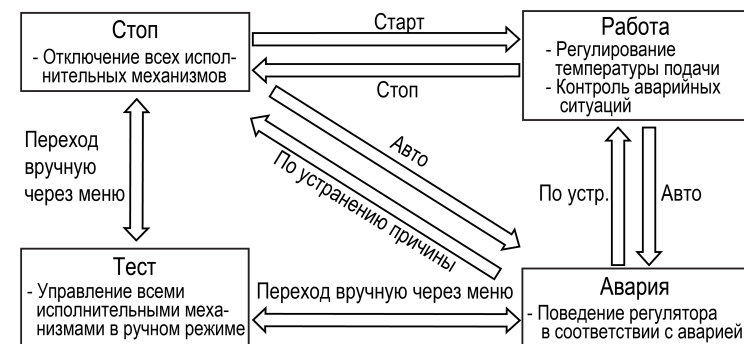 Стоп
- Отключение всех испол-
нительных механизмов
Старт
Стоп
Работа
- Регулирование
температуры подачи
- Контроль аварийных
ситуаций
Переход
вручную
через меню
Авто
По устранению причины
По устр.
Авто
Тест
- Управление всеми
исполнительными меха-
низмами в ручном режиме
Переход вручную через меню
Авария
- Поведение регулятора
в соответствии с аварией